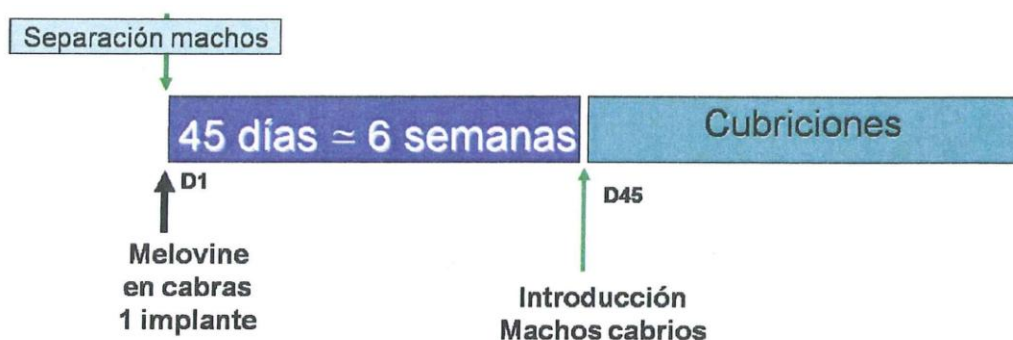 Separación machos
45 días = 6 semanas
Cubriciones
D1
D45
Melovine
en cabras
1 implante
Introducción
Machos cabrios